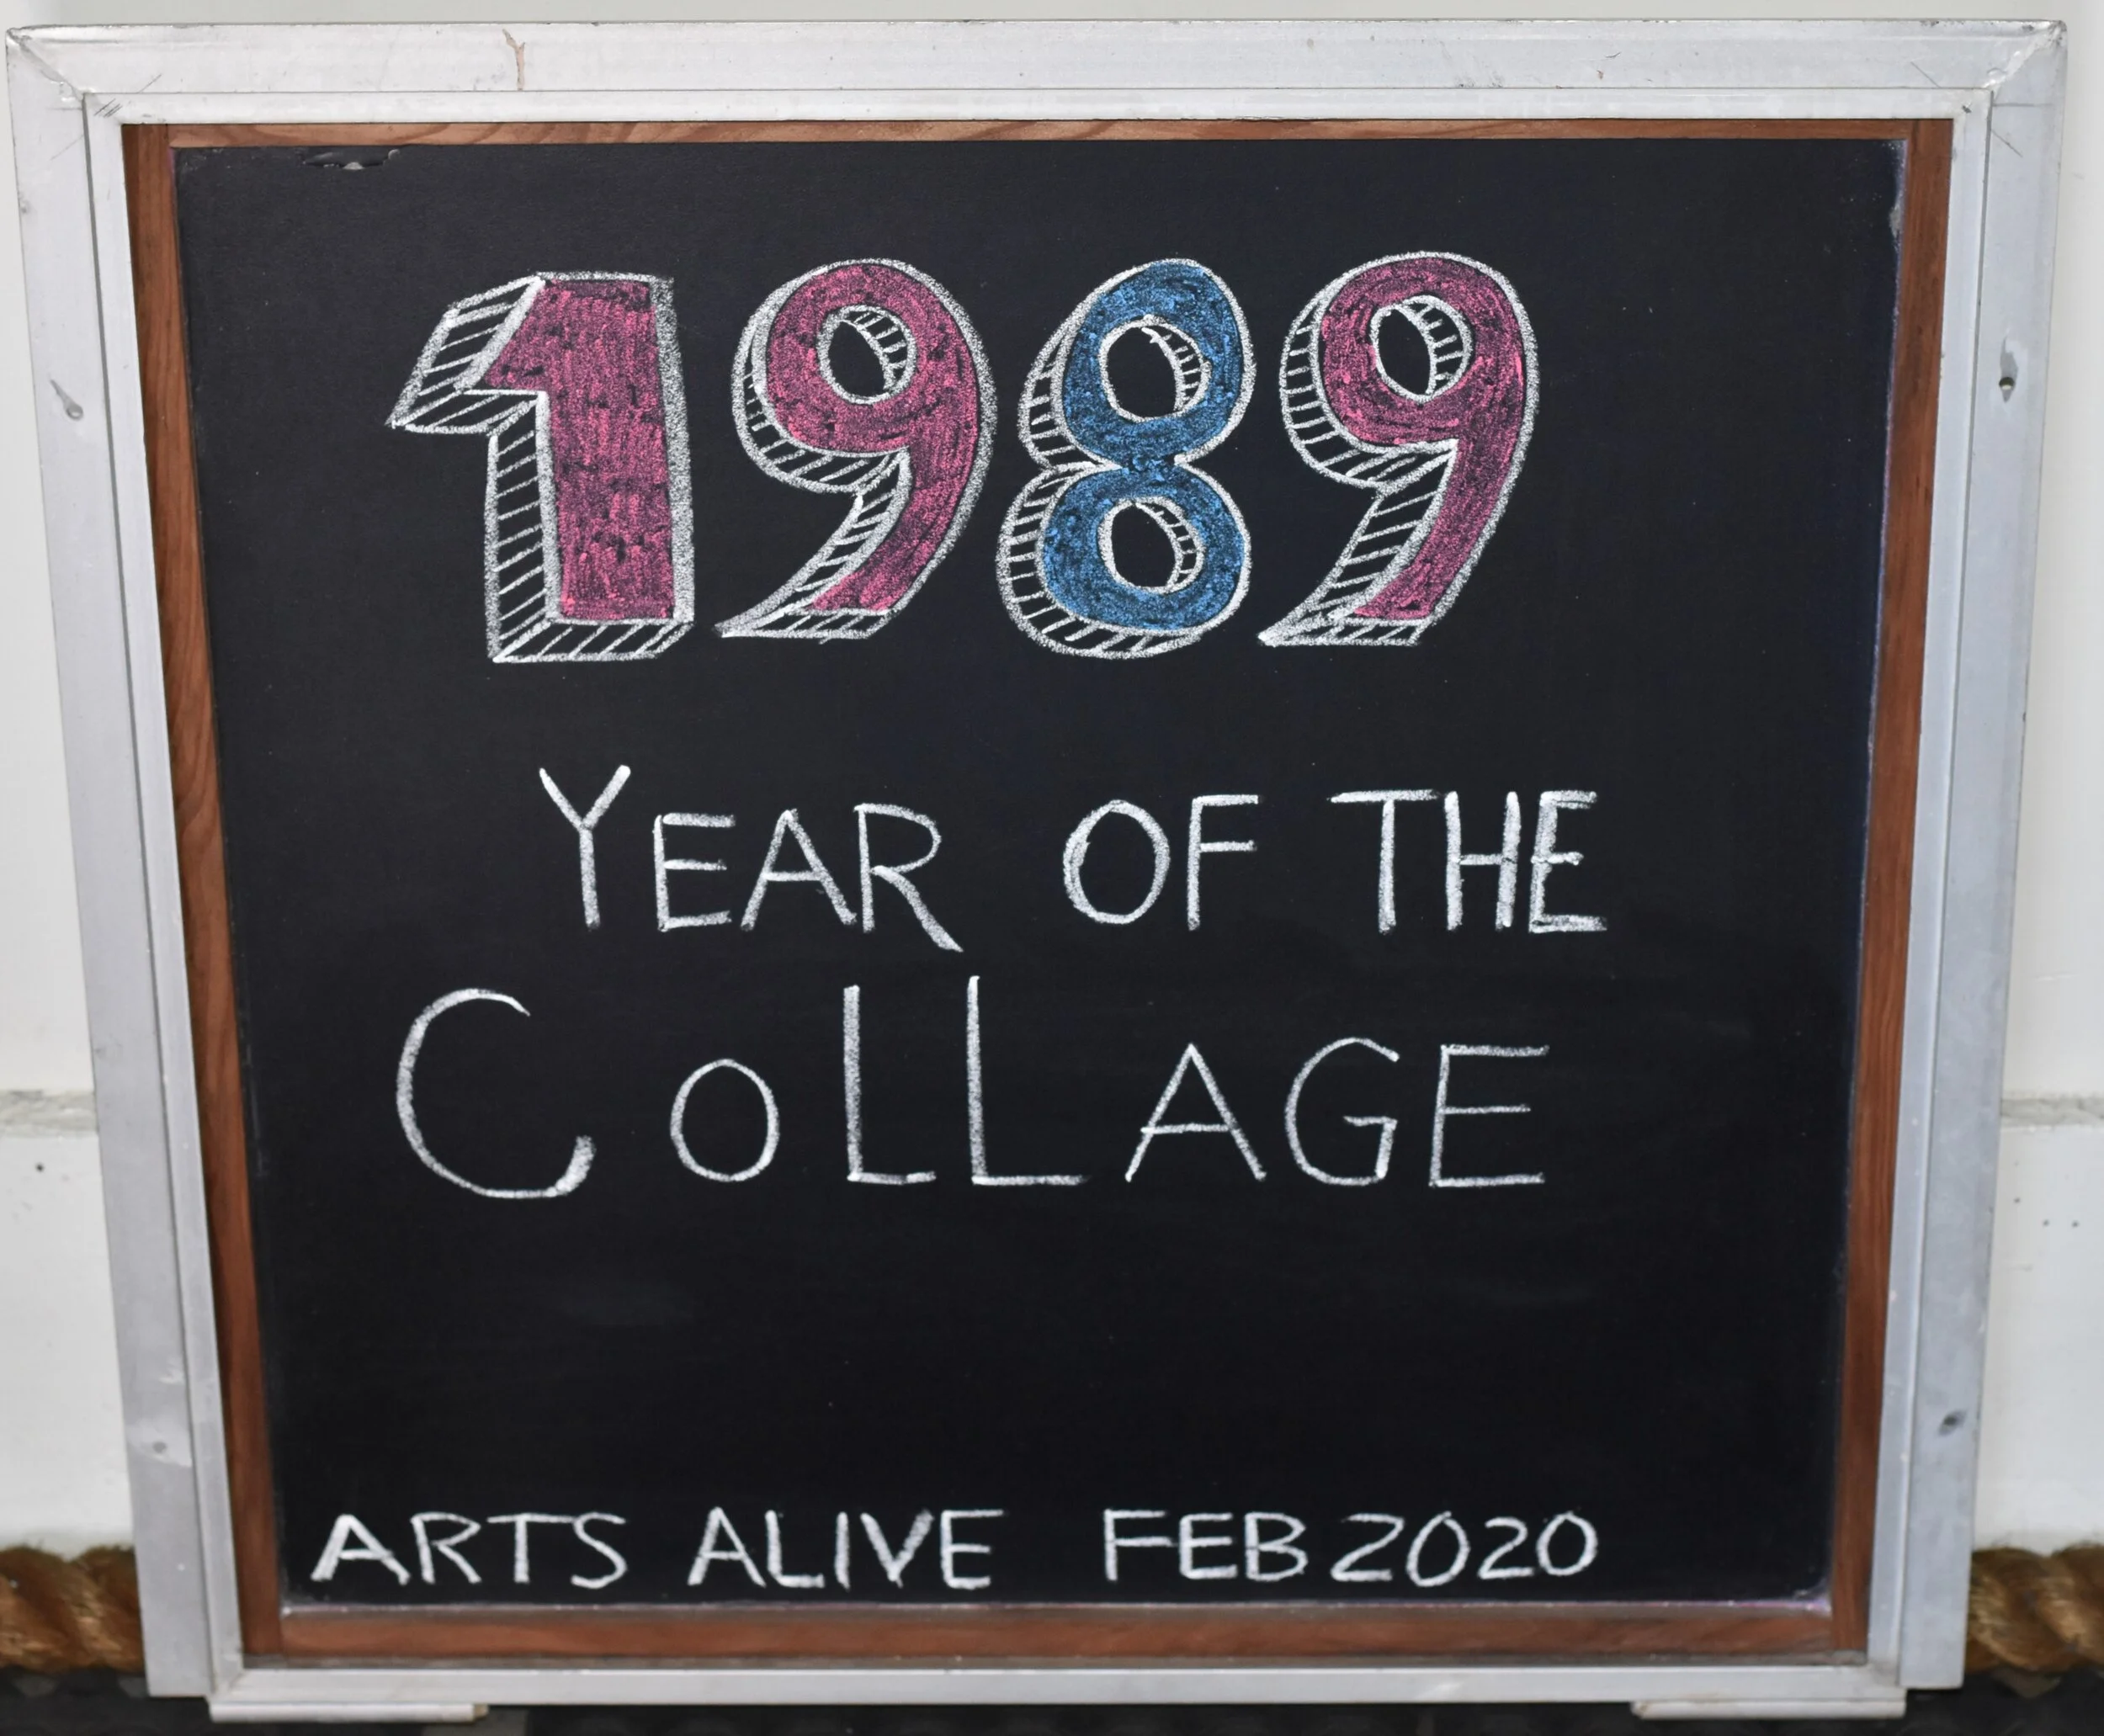 1989
YEAR OF THE
COLLAGE
ARTS ALIVE FEB 2020